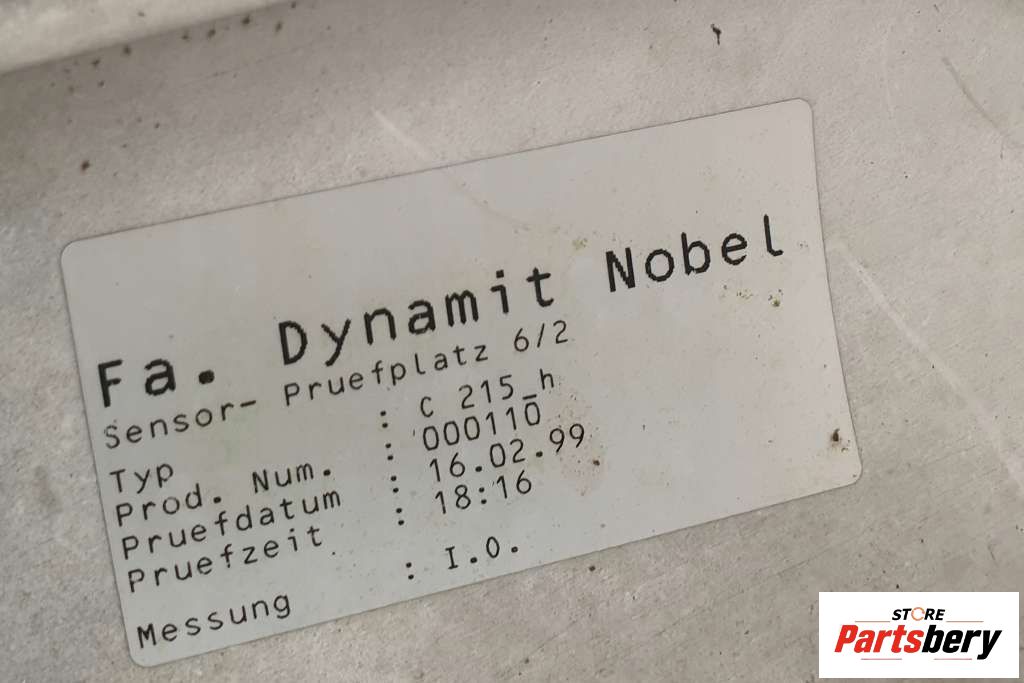 Fa. Dynamit Nobel
Sensor- Pruefplatz 6/2
Typ : C 215_h
Prod. Num. : 000110
Pruefdatum : 16.02.99
Pruefzeit : 18:16
Messung : I.O.
STORE
Partsbery